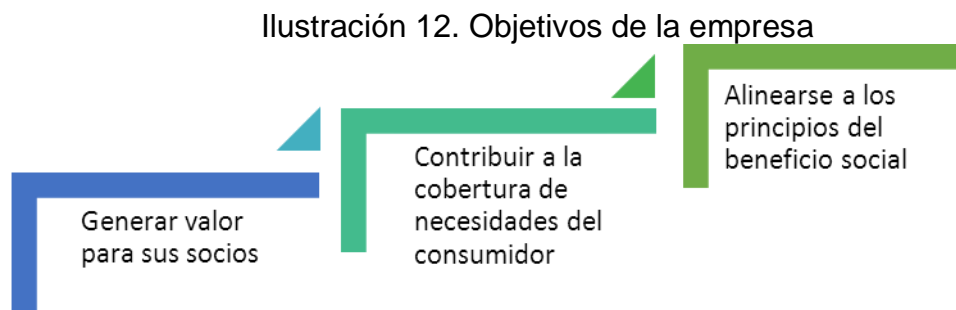 Ilustración 12. Objetivos de la empresa
Generar valor
para sus socios
Contribuir a la
cobertura de
necesidades del
consumidor
Alinearse a los
principios del
beneficio social